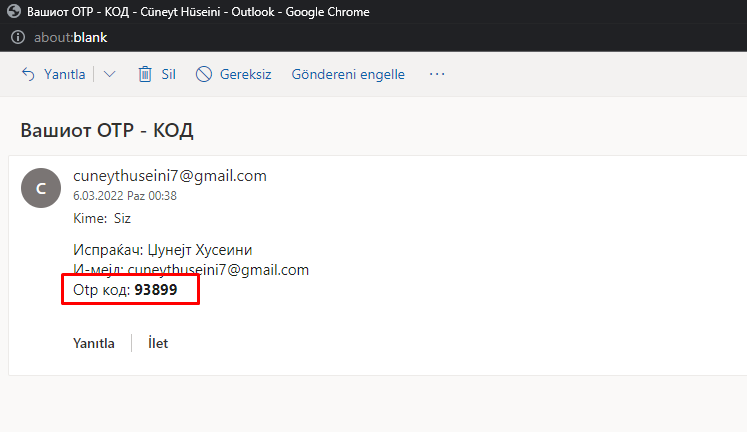 Вашиот OTP - КОД - Cüneyt Hüseini - Outlook - Google Chrome
about:blank
Yanıtla Sil Gereksiz Göndereni engelle ...
Вашиот OTP - КОД
C
cuneythuseini7@gmail.com
6.03.2022 Paz 00:38
Kime: Siz
Испраќач: Џунејт Хусеини
И-мејл: cuneythuseini7@gmail.com
Otp код: 93899
Yanıtla İlet